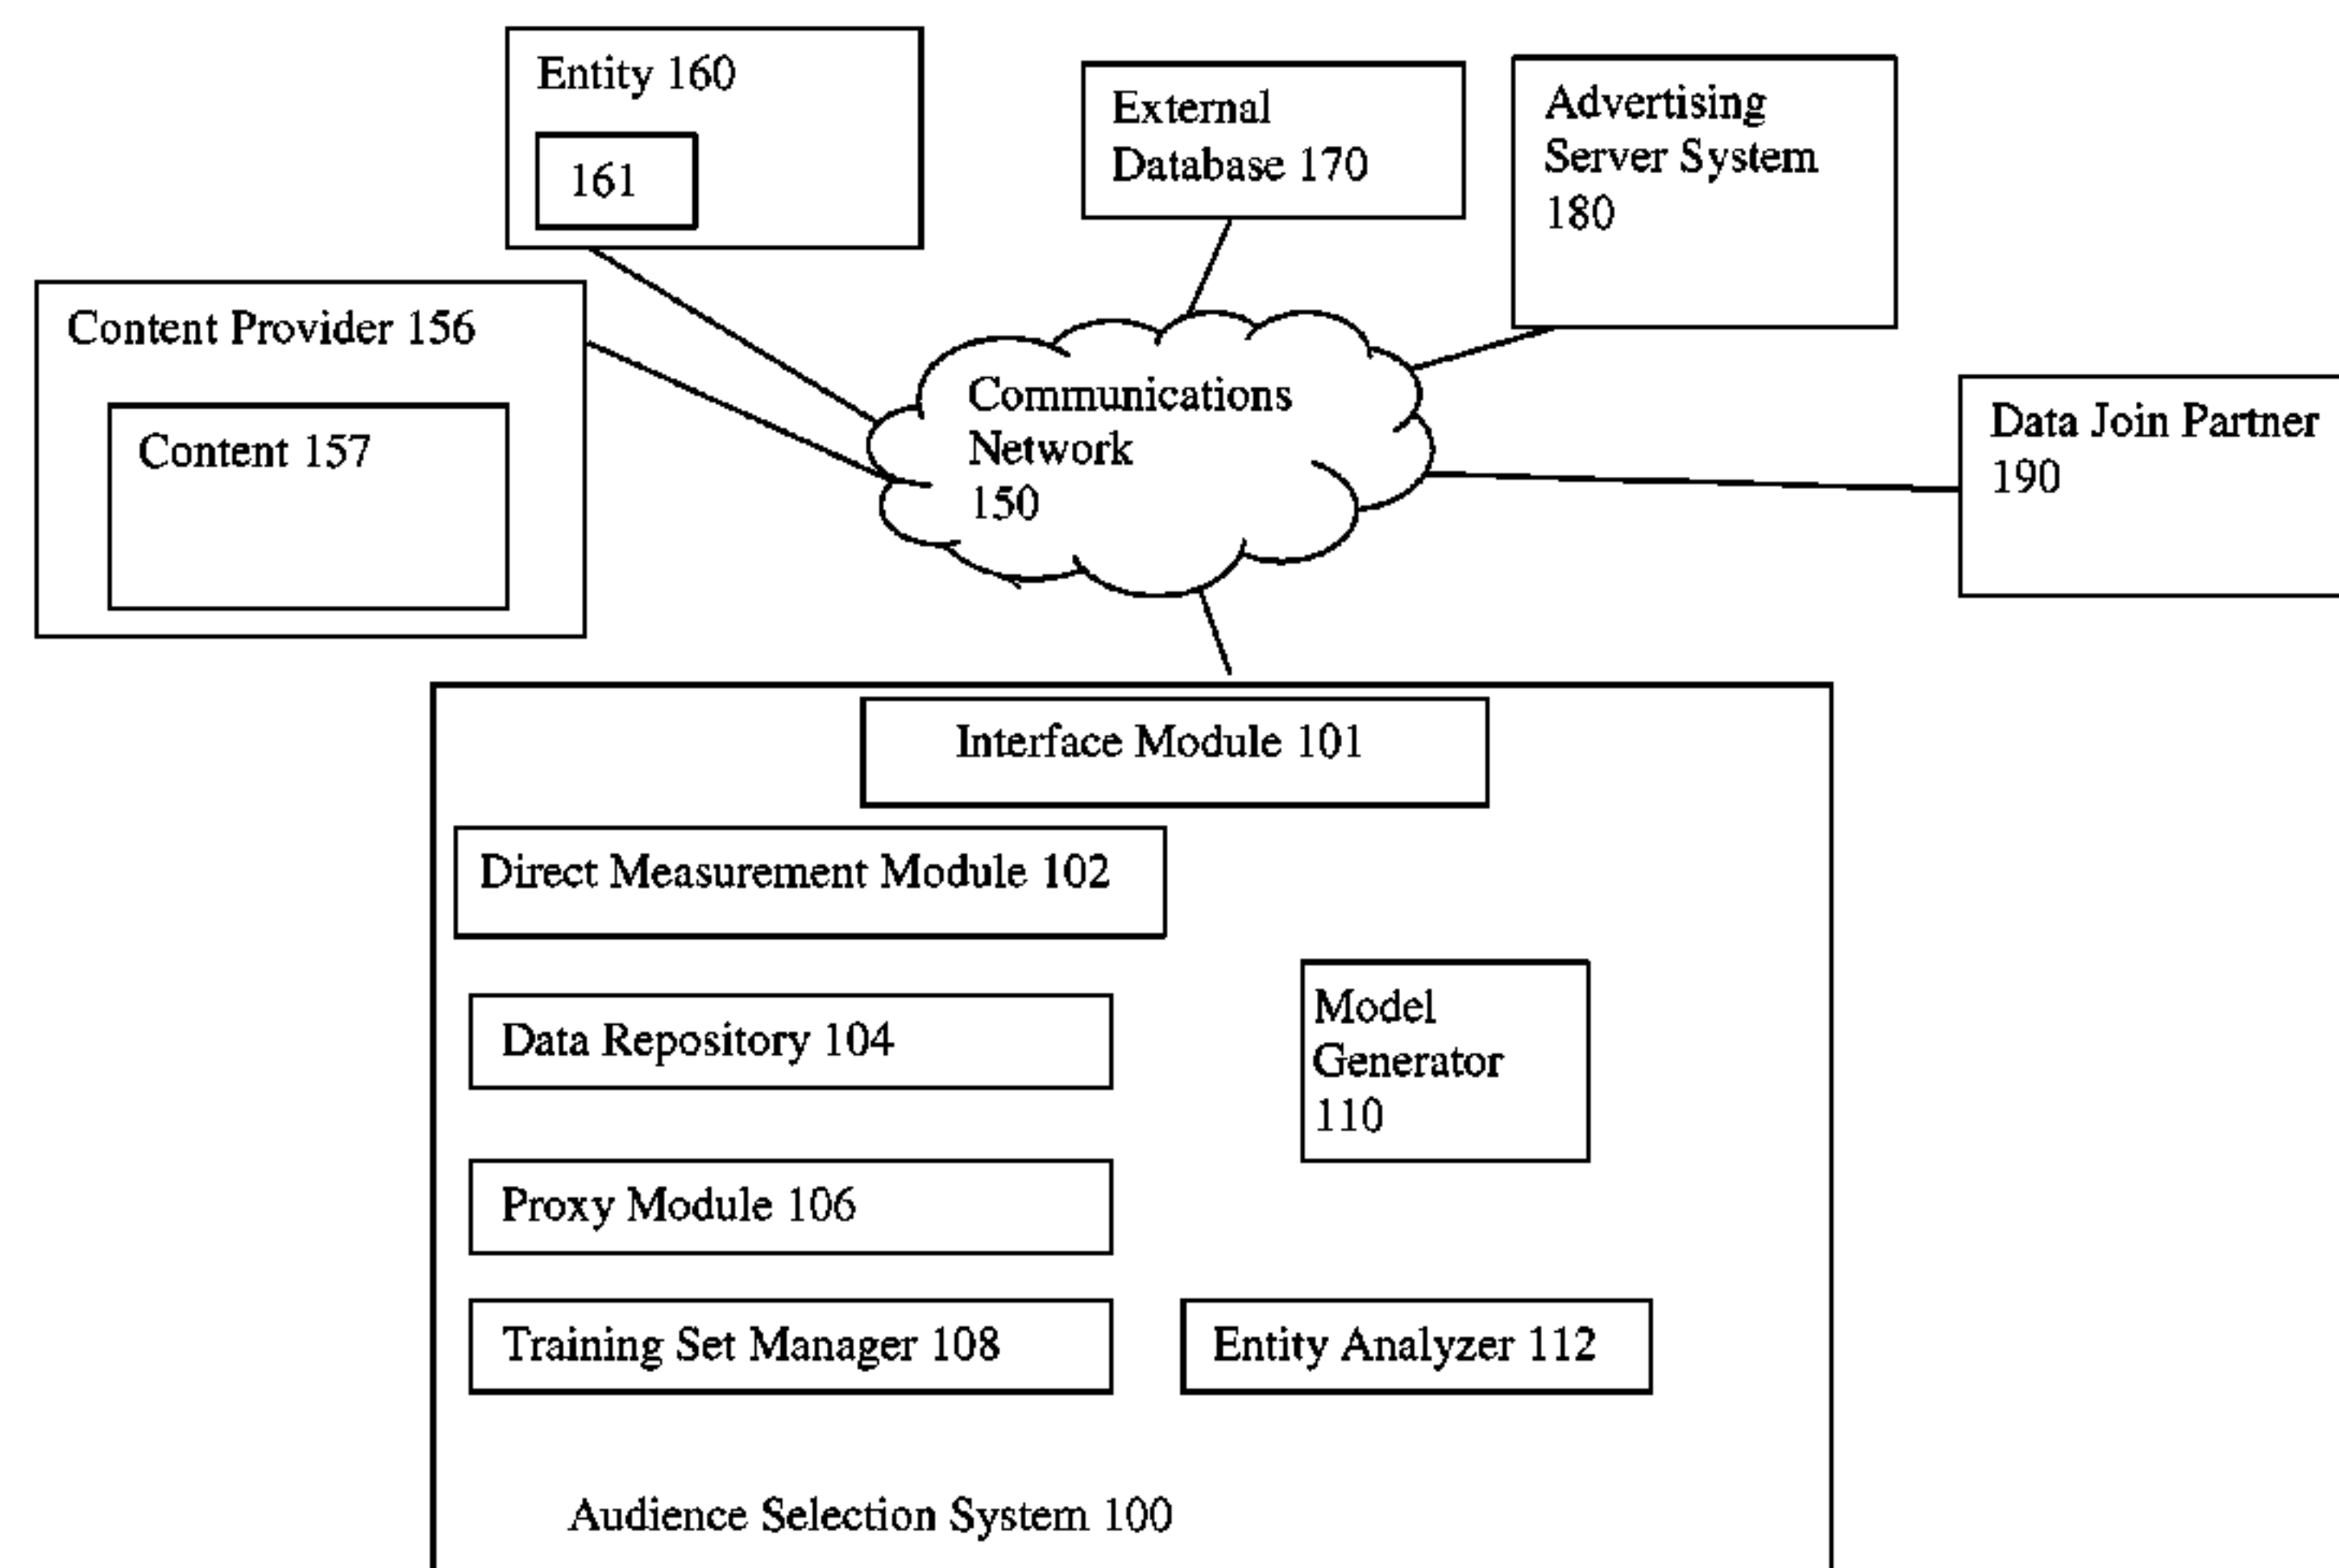 Entity 160
161
External
Database 170
Advertising
Server System
180
Content Provider 156
Content 157
Communications
Network
150
Data Join Partner
190
Interface Module 101
Direct Measurement Module 102
Data Repository 104
Model
Generator
110
Proxy Module 106
Training Set Manager 108
Entity Analyzer 112
Audience Selection System 100